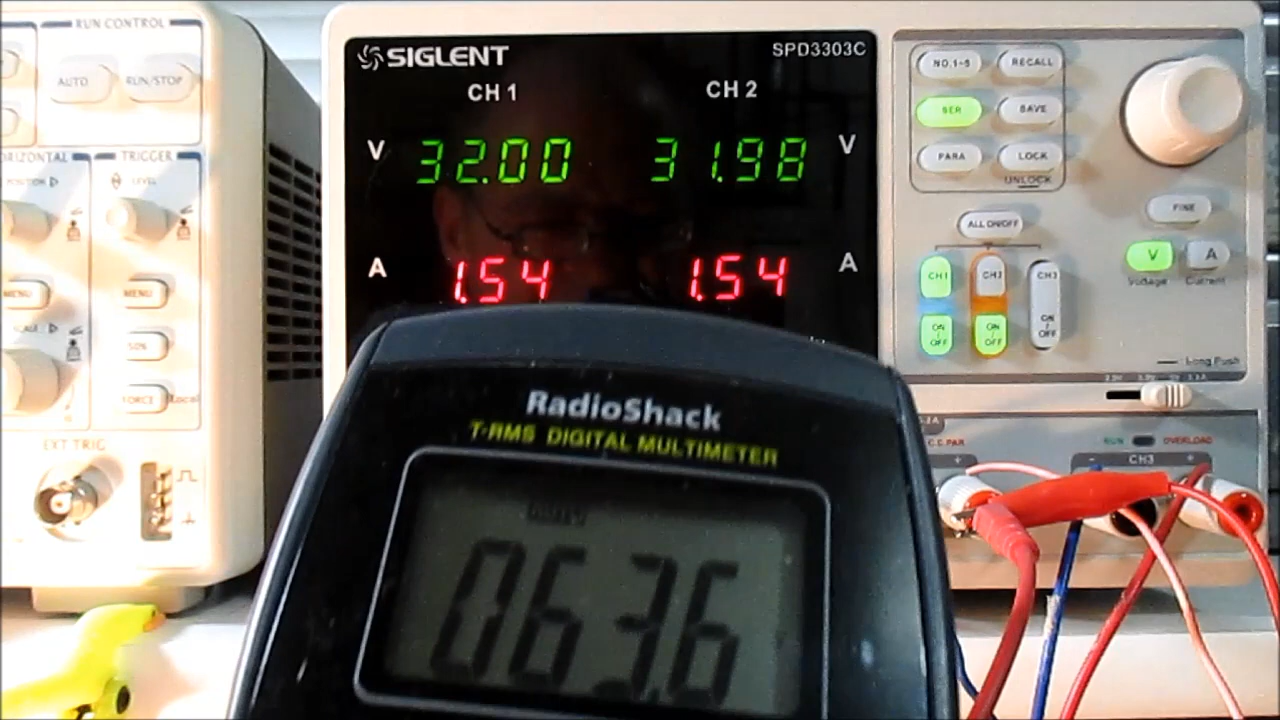 RUN CONTROL
AUTO
RUN/STOP
HORIZONTAL
TRIGGER
POSITION
LEVEL
MENU
MENU
FORCE
Local
EXT TRIG
SIGLENT
SPD3303C
CH 1
CH 2
V
32.00
31.98
V
A
1.54
1.54
A
NO.1~5
RECALL
SER
SAVE
PARA
LOCK
UNLOCK
FINE
ALL ON/OFF
CH1
CH2
CH3
V
A
Voltage
Current
ON/OFF
ON/OFF
ON/OFF
Long Push
RUN
OVERLOAD
CH3
RadioShack
T-RMS DIGITAL MULTIMETER
063.6